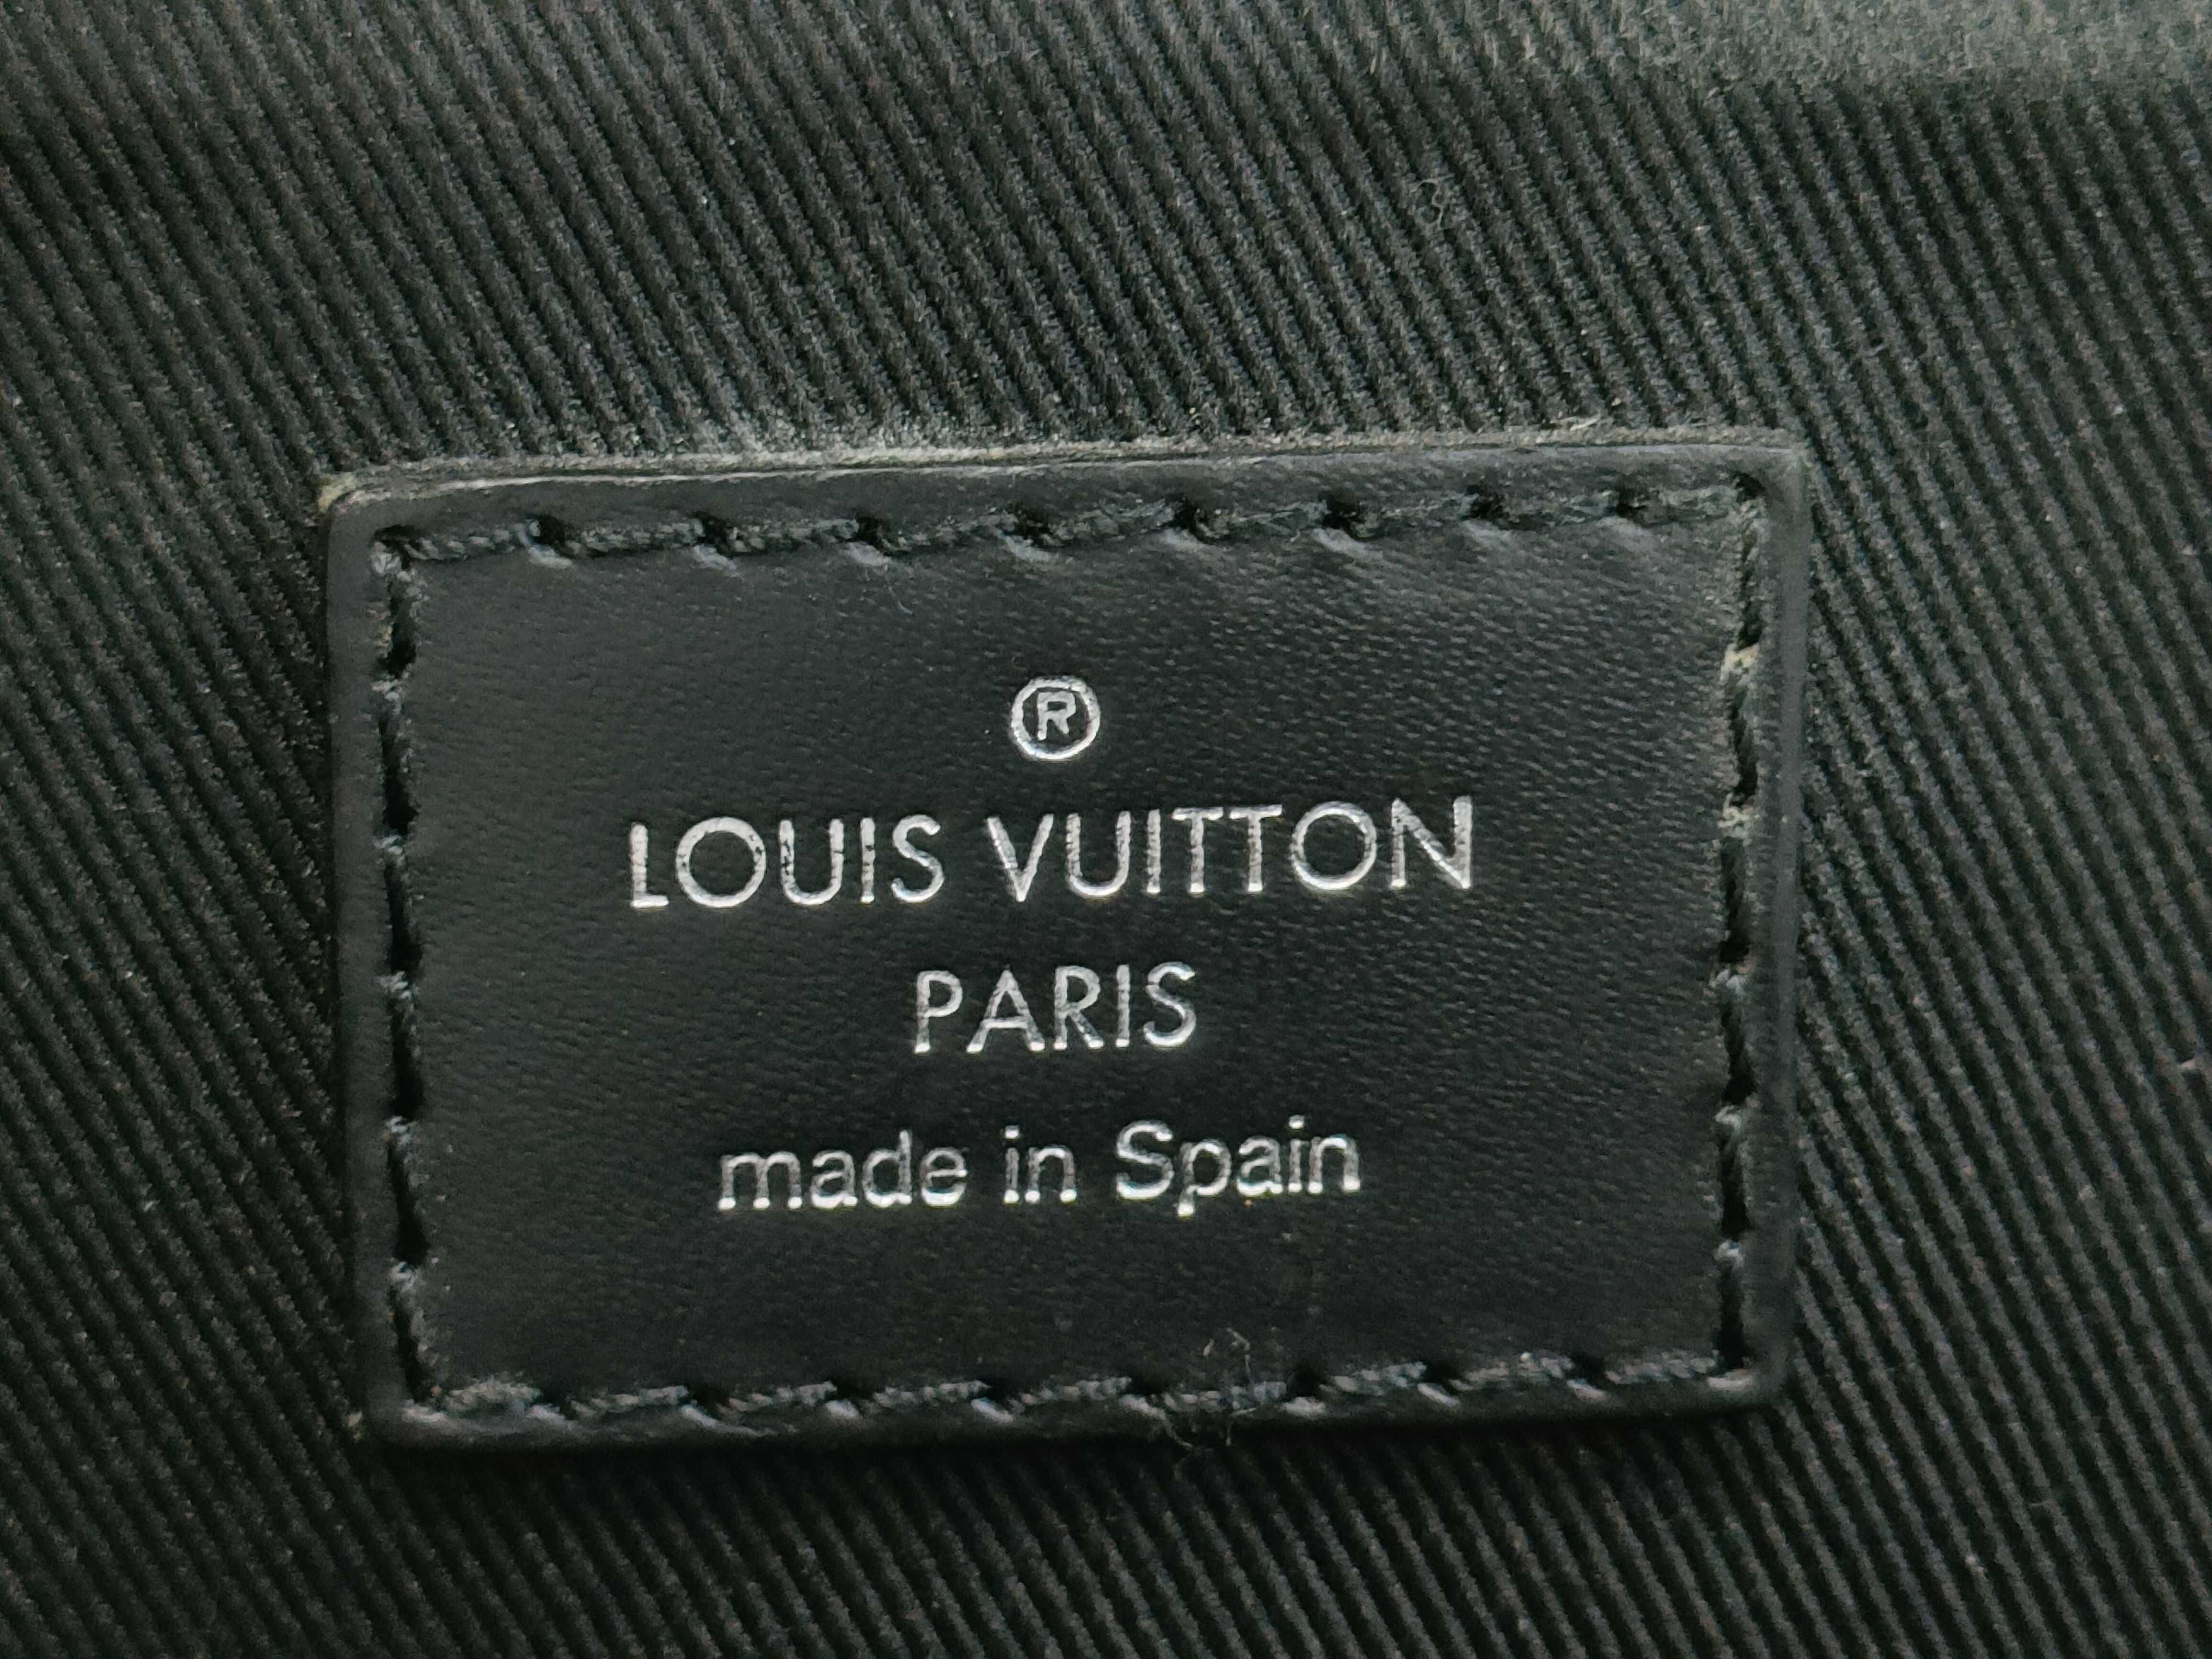 ®
LOUIS VUITTON
PARIS
made in Spain